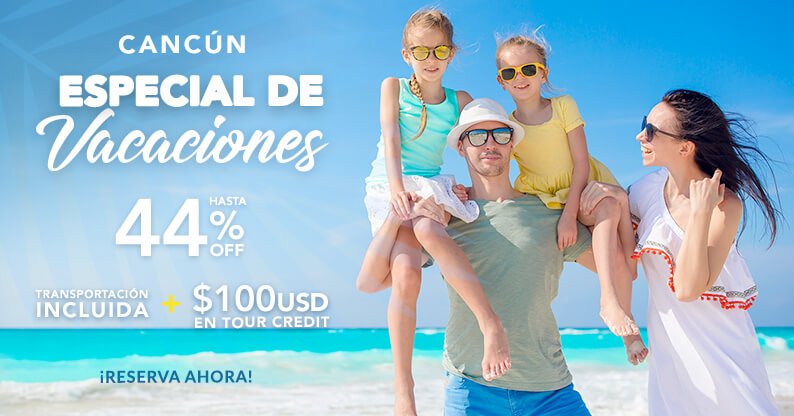 CANCÚN
ESPECIAL DE
Vacaciones
HASTA
44%
OFF
TRANSPORTACIÓN
INCLUIDA + $100USD
EN TOUR CREDIT
¡RESERVA AHORA!